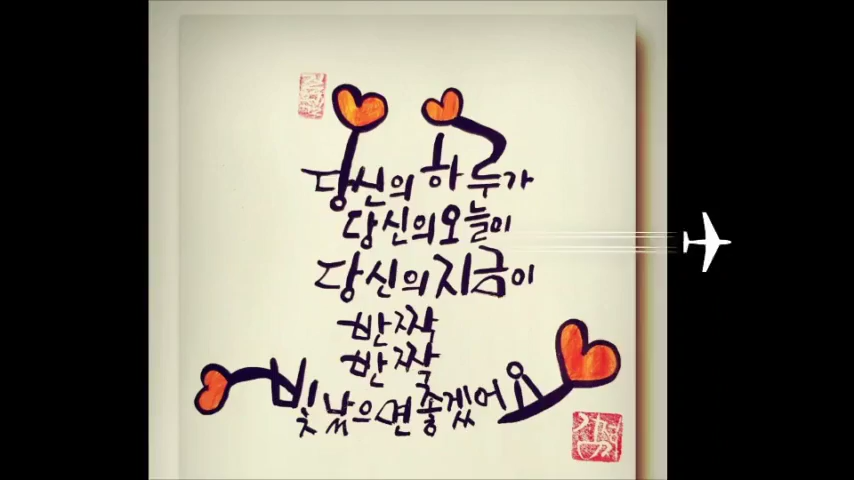 당신의 하루가
당신의 오늘이
당신의 지금이
반짝
반짝
빛났으면 좋겠어요